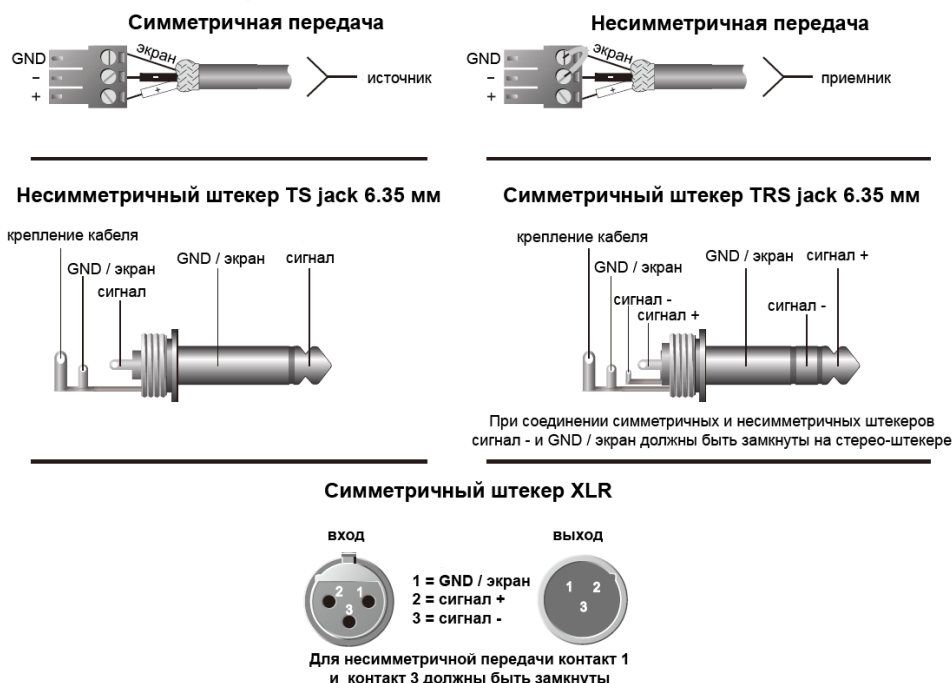 Симметричная передача
GND
экран
–
+
- 
+
источник
Несимметричная передача
GND
экран
–
+
-
+
приемник
Несимметричный штекер TS jack 6.35 мм
крепление кабеля
GND / экран
сигнал
GND / экран
сигнал
Симметричный штекер TRS jack 6.35 мм
крепление кабеля
GND / экран
сигнал -
сигнал +
GND / экран
сигнал +
сигнал -
При соединении симметричных и несимметричных штекеров
сигнал - и GND / экран должны быть замкнуты на стерео-штекере
Симметричный штекер XLR
вход
2 1
3
1 = GND / экран
2 = сигнал +
3 = сигнал -
выход
1 2
3
Для несимметричной передачи контакт 1
и контакт 3 должны быть замкнуты